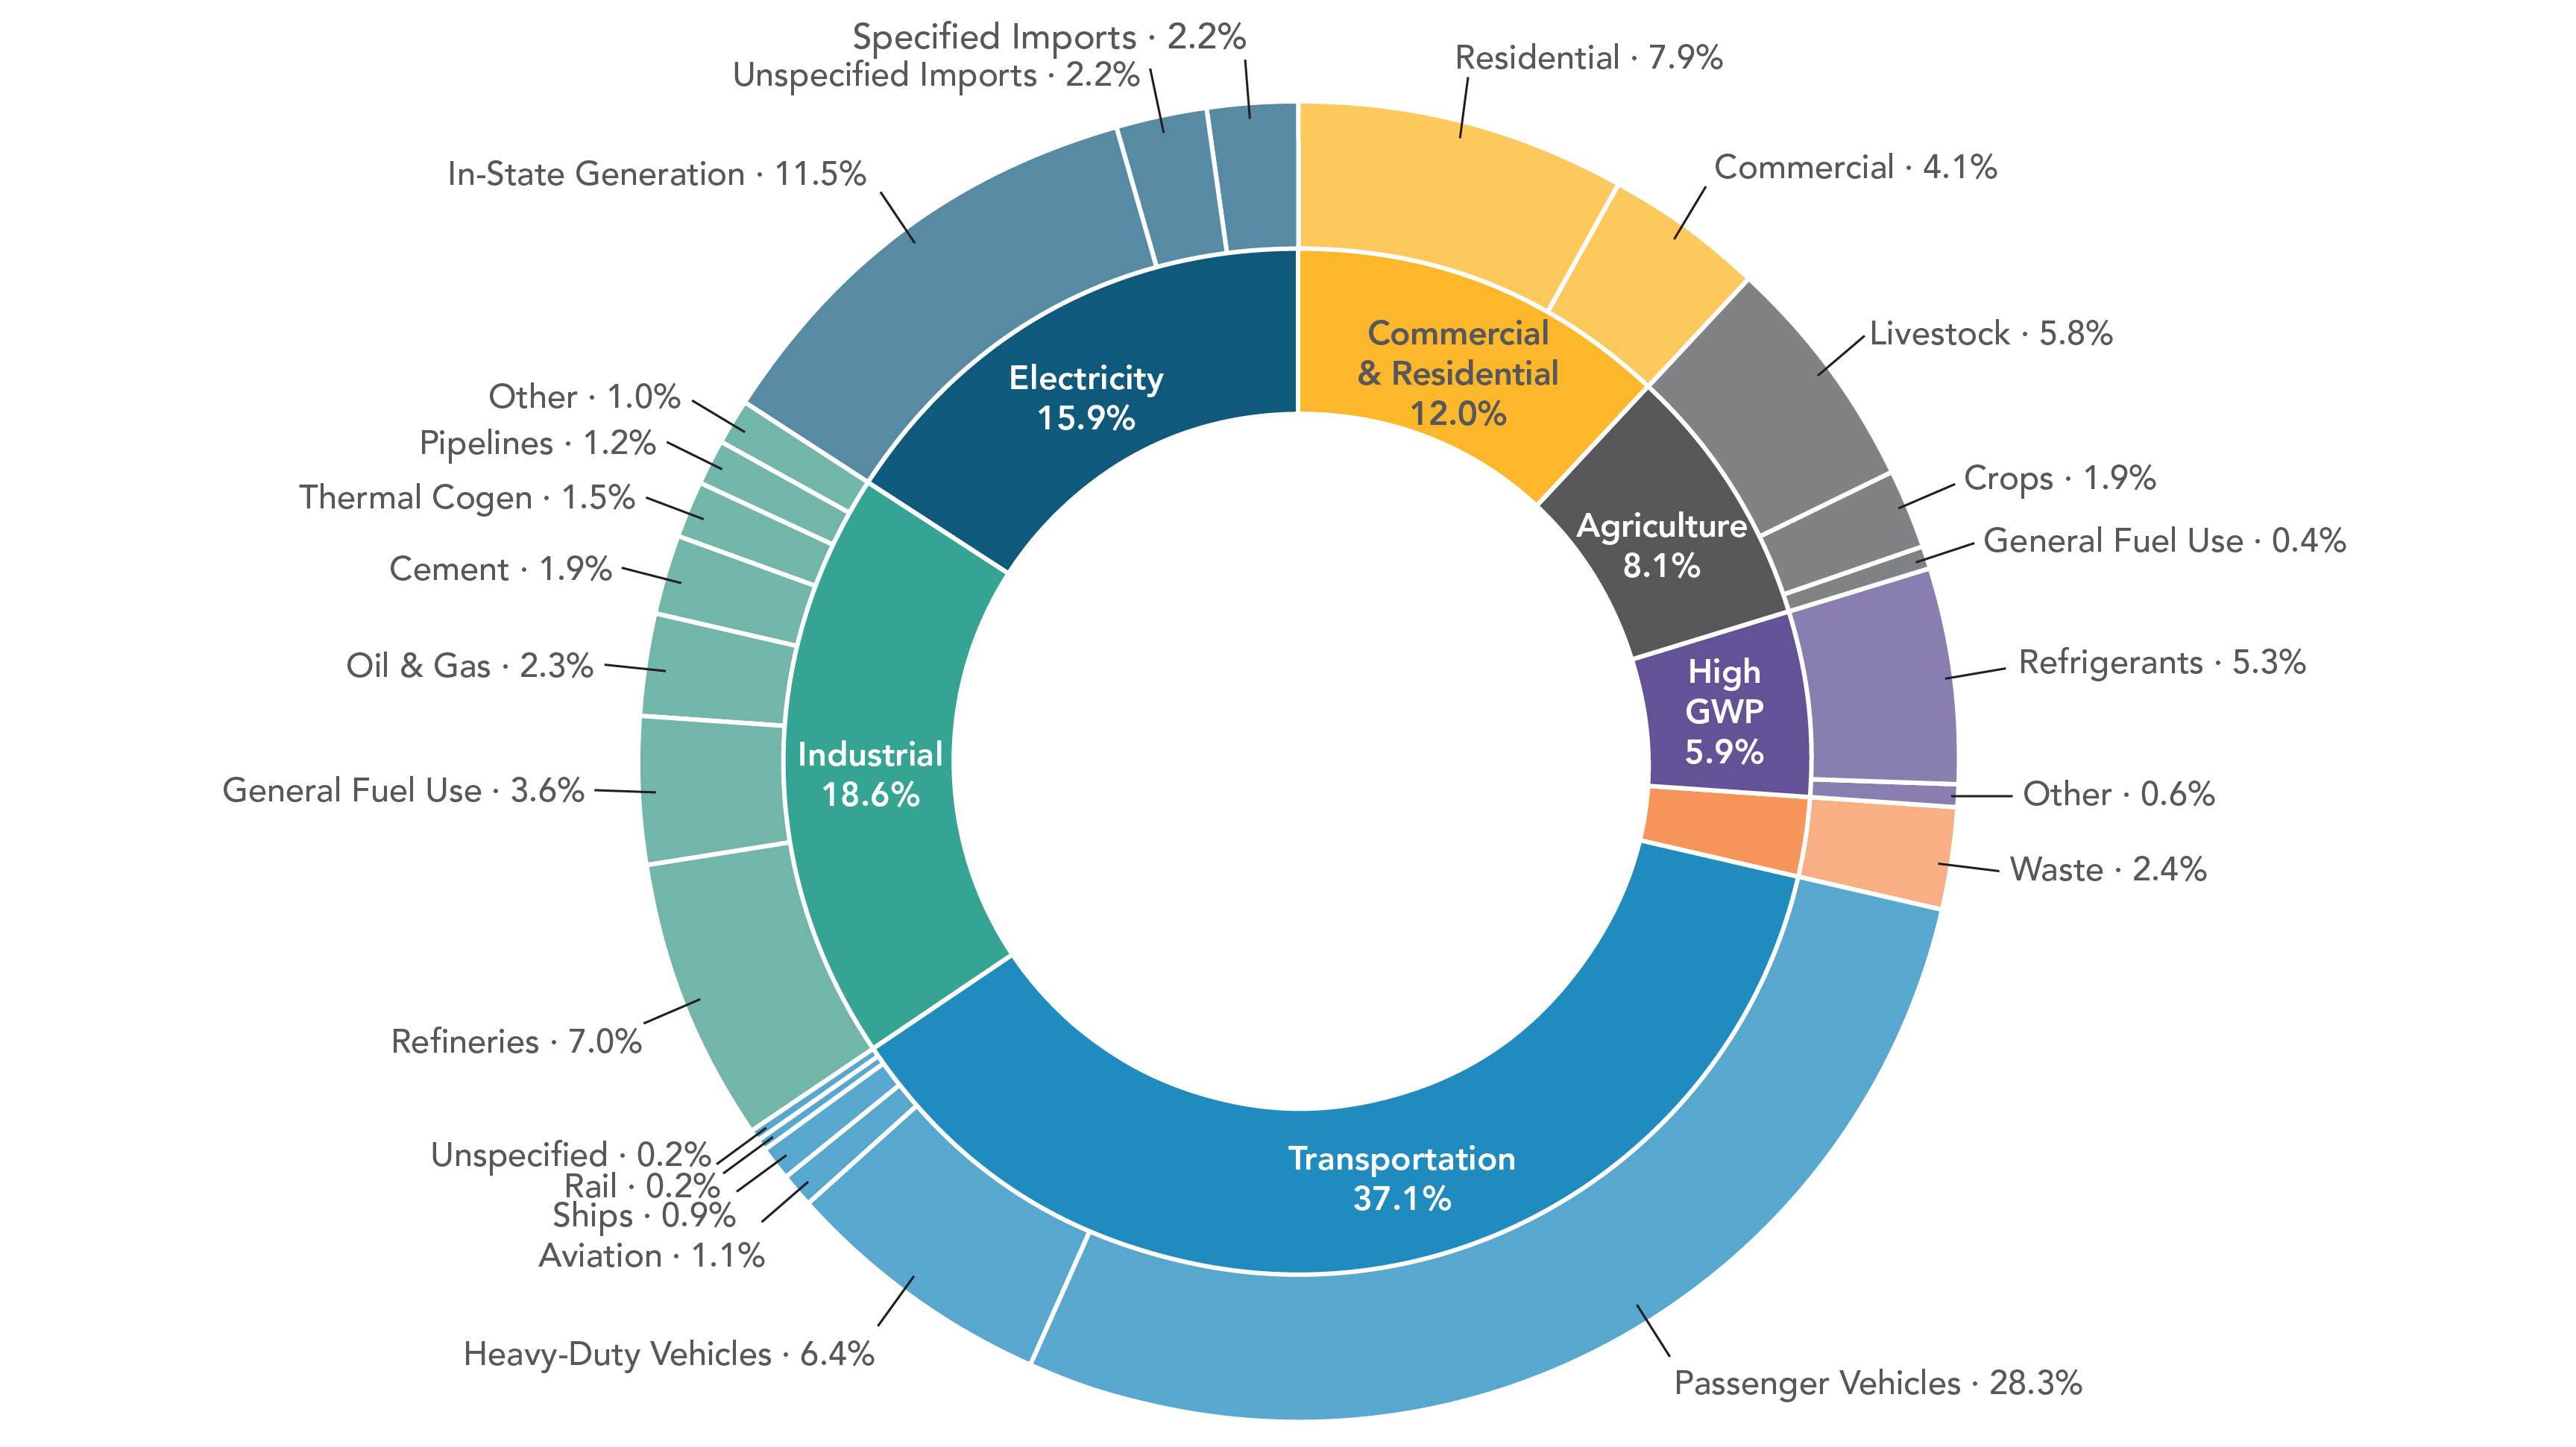 Specified Imports · 2.2%
Unspecified Imports · 2.2%
In-State Generation · 11.5%
Residential · 7.9%
Commercial · 4.1%
Livestock · 5.8%
Crops · 1.9%
General Fuel Use · 0.4%
Refrigerants · 5.3%
Other · 0.6%
Waste · 2.4%
Passenger Vehicles · 28.3%
Heavy-Duty Vehicles · 6.4%
Aviation · 1.1%
Ships · 0.9%
Rail · 0.2%
Unspecified · 0.2%
Refineries · 7.0%
General Fuel Use · 3.6%
Oil & Gas · 2.3%
Cement · 1.9%
Thermal Cogen · 1.5%
Pipelines · 1.2%
Other · 1.0%
Electricity
15.9%
Commercial
& Residential
12.0%
Agriculture
8.1%
High
GWP
5.9%
Transportation
37.1%
Industrial
18.6%